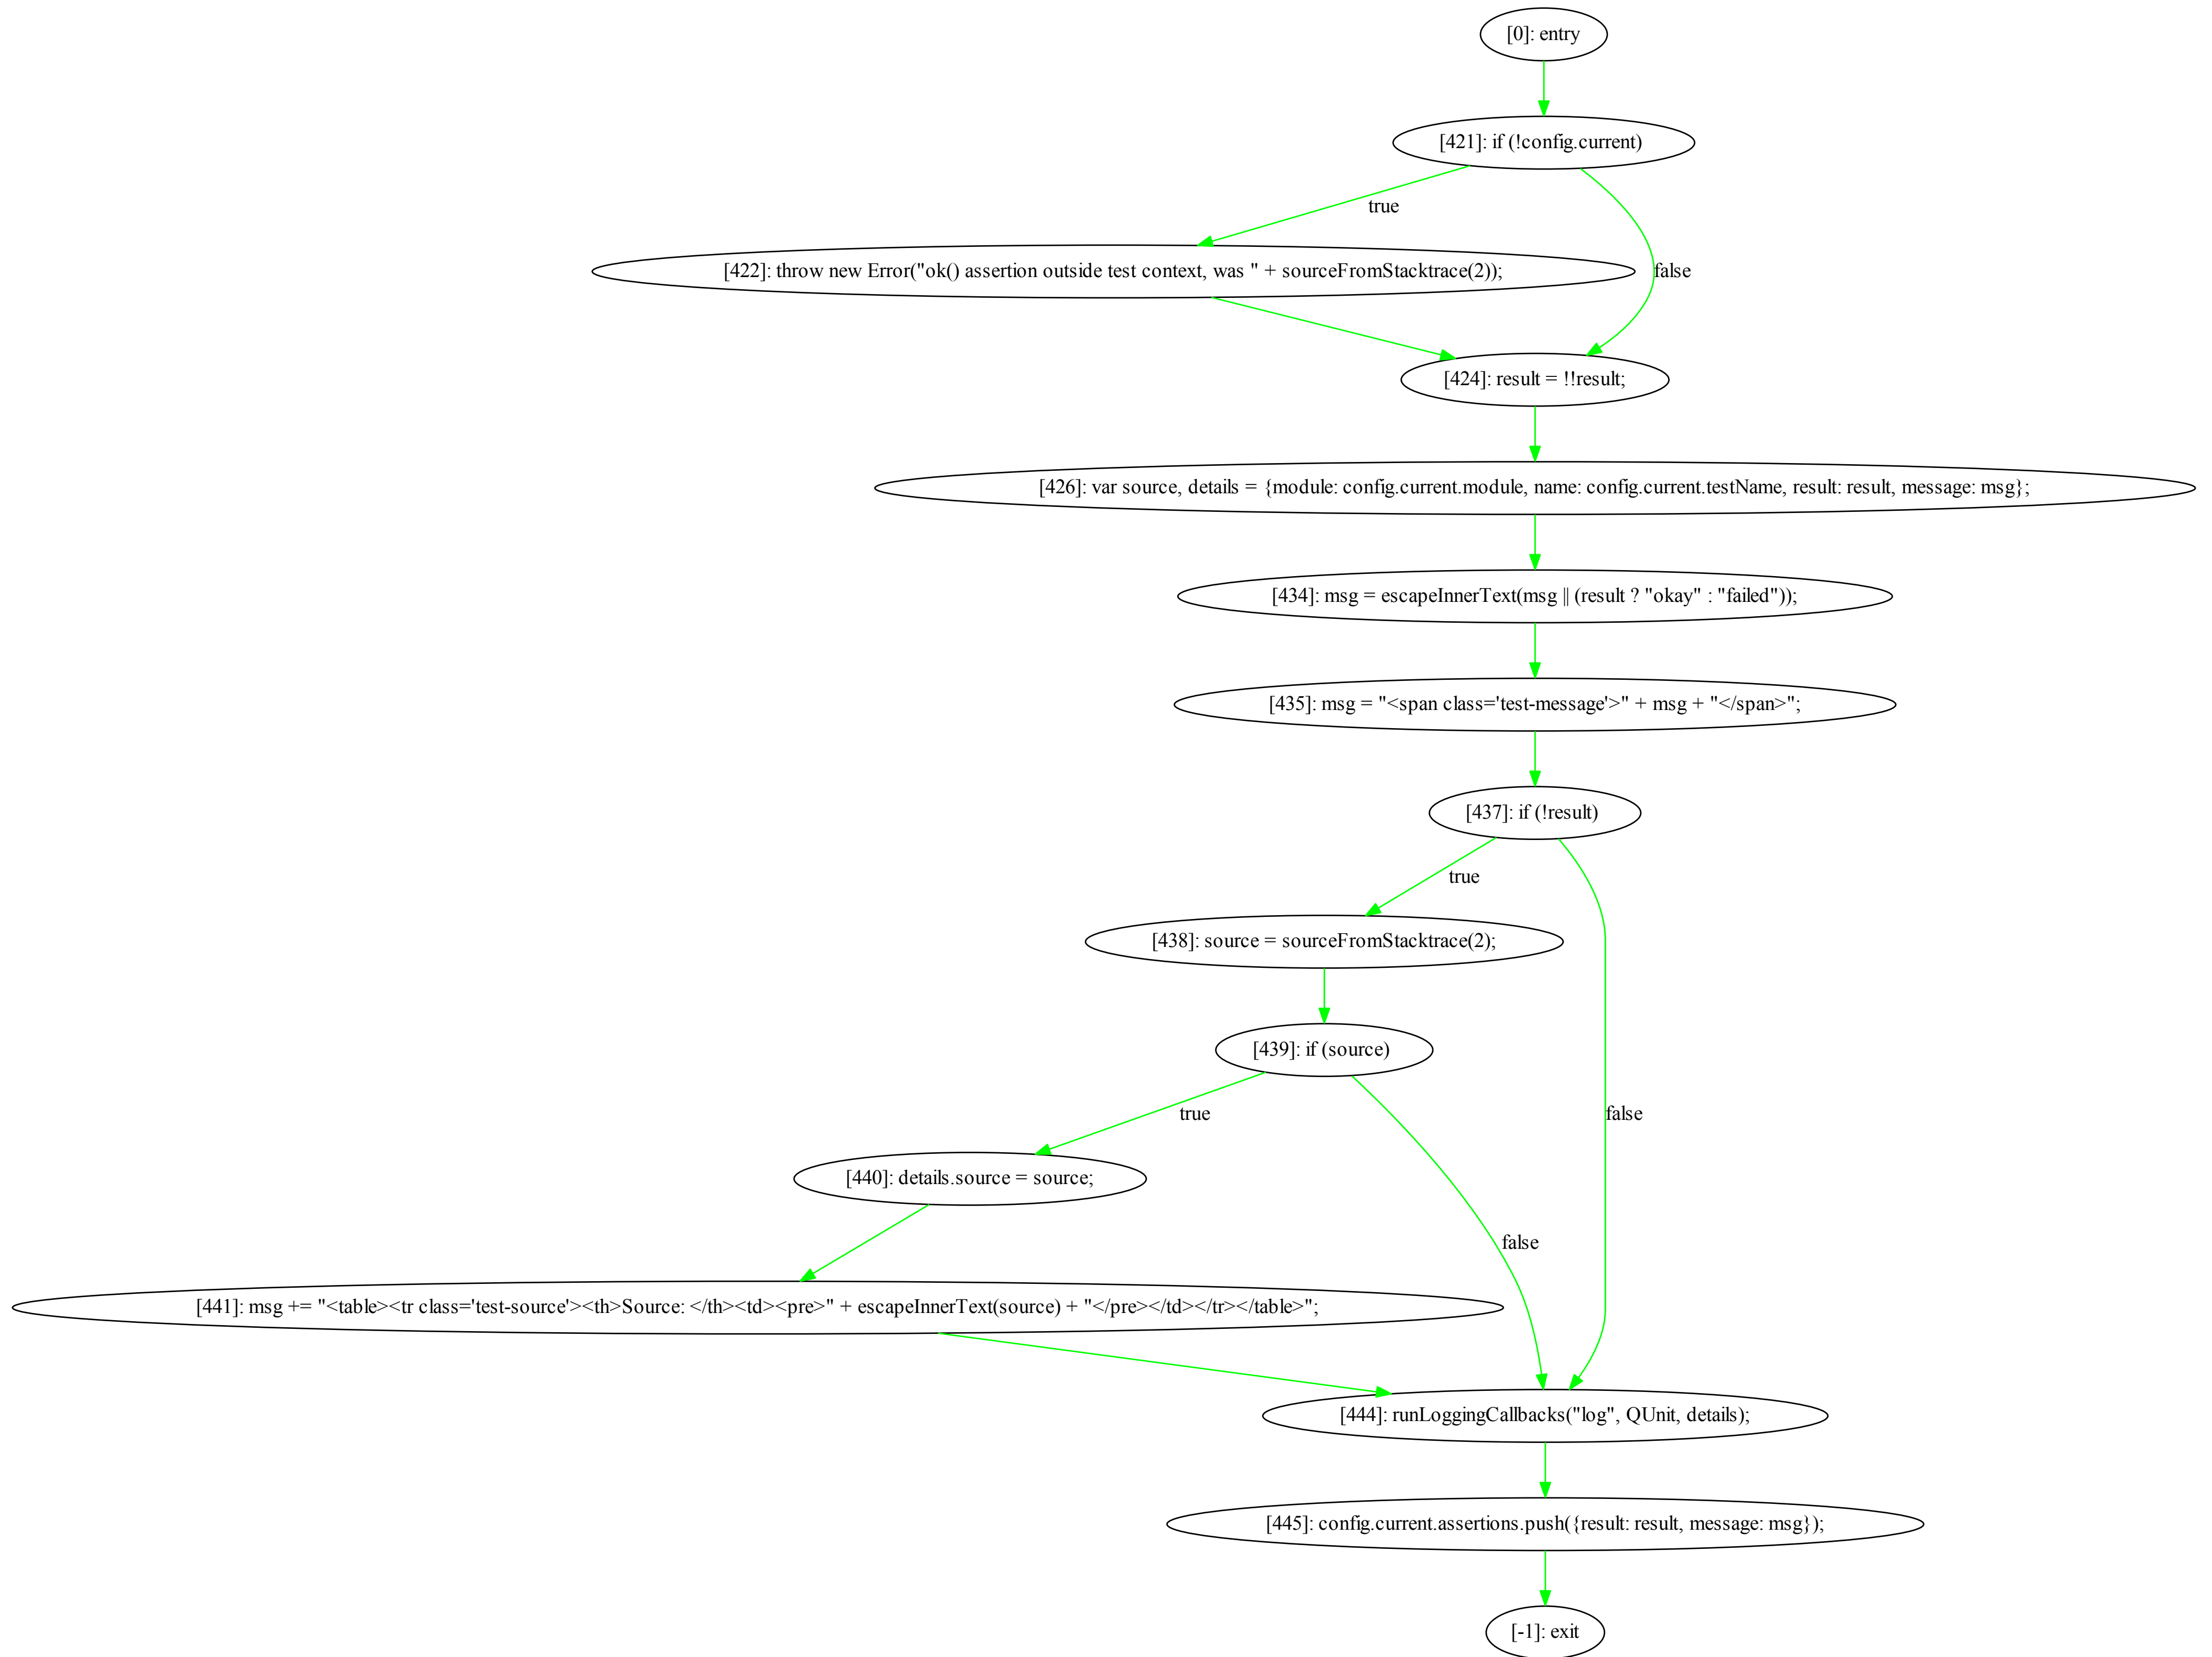 [0]: entry
[421]: if (!config.current)
true
[422]: throw new Error("ok() assertion outside test context, was " + sourceFromStacktrace(2));
false
[424]: result = !!result;
[426]: var source, details = {module: config.current.module, name: config.current.testName, result: result, message: msg};
[434]: msg = escapeInnerText(msg || (result ? "okay" : "failed"));
[435]: msg = "<span class='test-message'>" + msg + "</span>";
[437]: if (!result)
true
[438]: source = sourceFromStacktrace(2);
[439]: if (source)
true
false
[440]: details.source = source;
false
[441]: msg += "<table><tr class='test-source'><th>Source: </th><td><pre>" + escapeInnerText(source) + "</pre></td></tr></table>";
[444]: runLoggingCallbacks("log", QUnit, details);
[445]: config.current.assertions.push({result: result, message: msg});
[-1]: exit